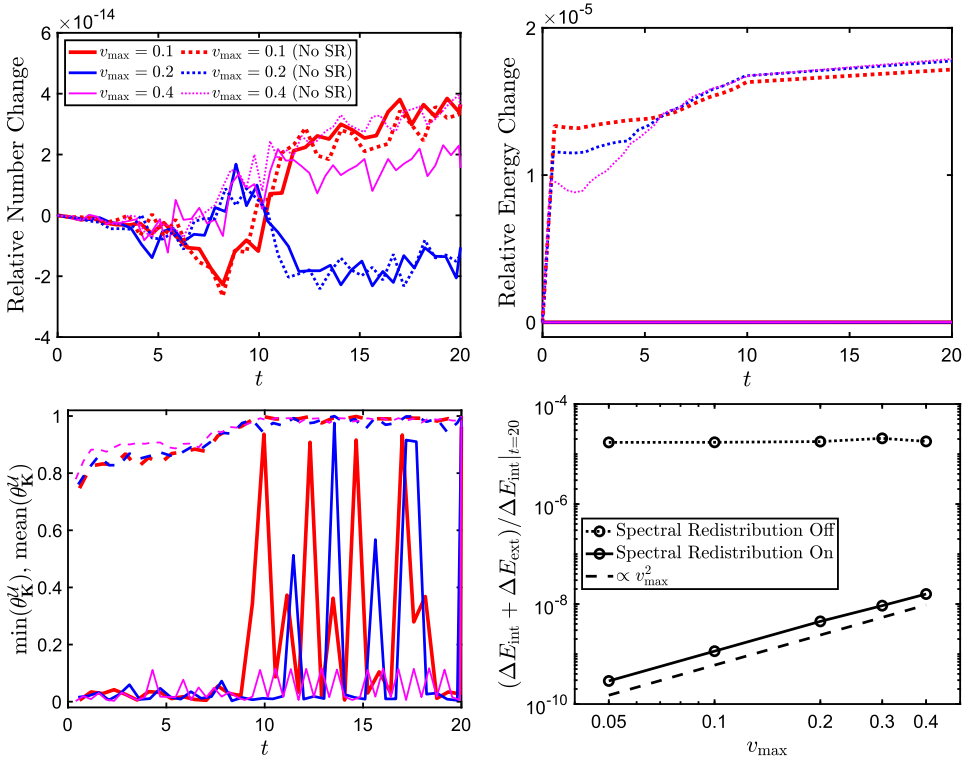 ×10⁻¹⁴
6
4
2
0
-2
-4
Relative Number Change
v_max = 0.1
v_max = 0.2
v_max = 0.4
v_max = 0.1 (No SR)
v_max = 0.2 (No SR)
v_max = 0.4 (No SR)
0 5 10 15 20
t
×10⁻⁵
2
1
0
Relative Energy Change
0 5 10 15 20
t
1
0.8
0.6
0.4
0.2
0
min(θ_K^𝒰), mean(θ_K^𝒰)
0 5 10 15 20
t
10⁻⁴
10⁻⁶
10⁻⁸
10⁻¹⁰
(ΔE_int + ΔE_ext)/ΔE_int|_{t=20}
Spectral Redistribution Off
Spectral Redistribution On
∝ v²_max
0.05 0.1 0.2 0.3 0.4
v_max